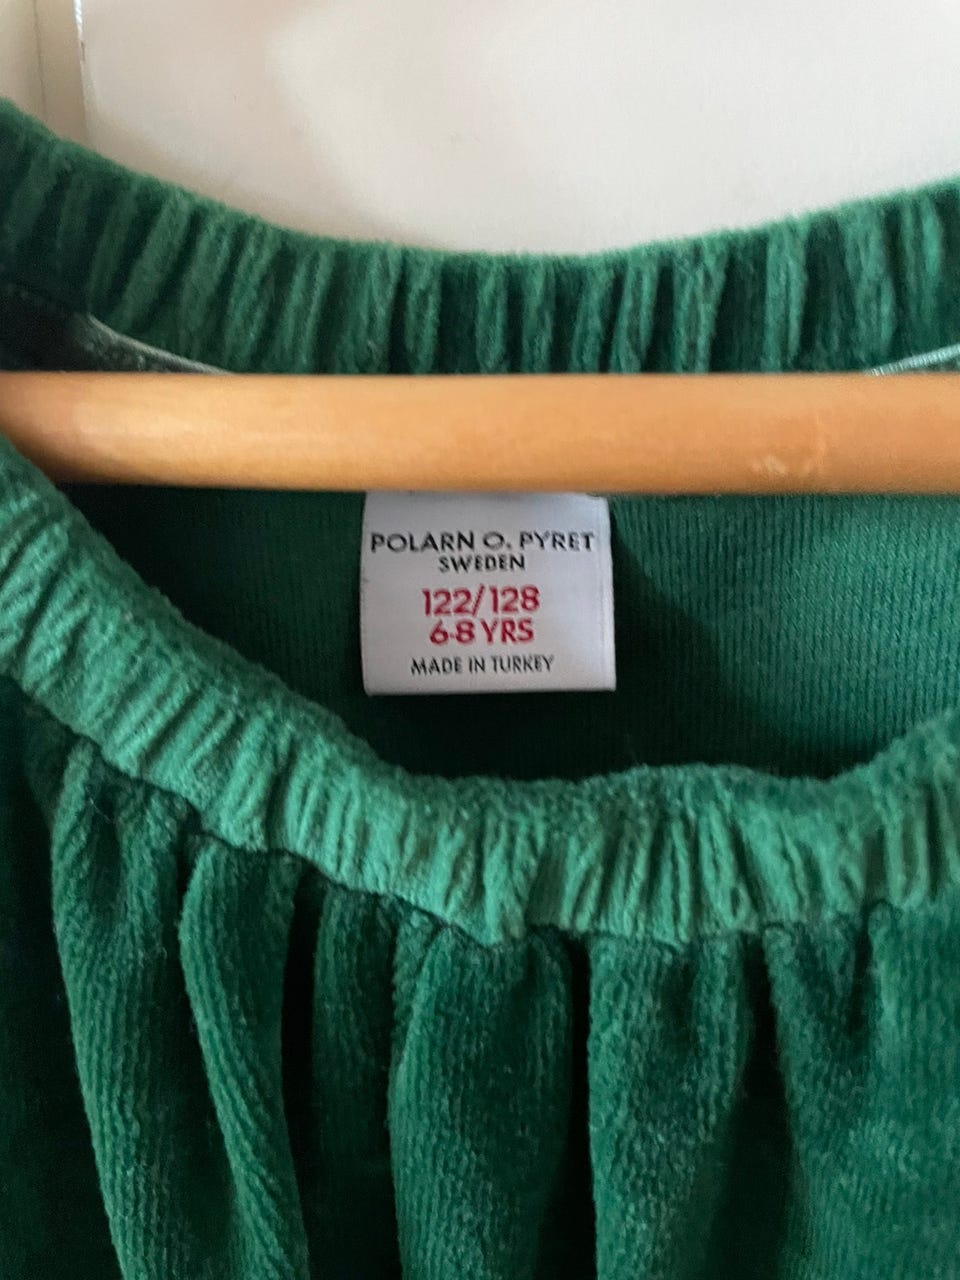 POLARN O. PYRET
SWEDEN
122/128
6-8 YRS
MADE IN TURKEY